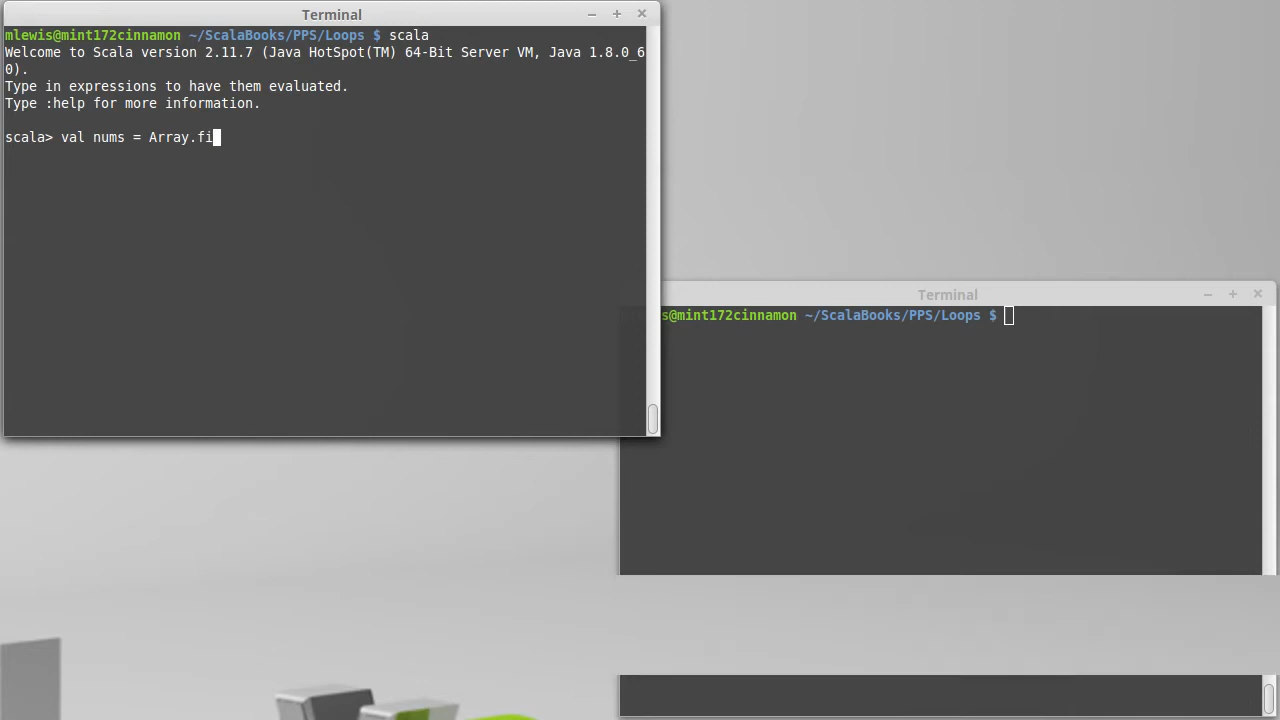 Terminal
mlewis@mint172cinnamon ~/ScalaBooks/PPS/Loops $ scala
Welcome to Scala version 2.11.7 (Java HotSpot(TM) 64-Bit Server VM, Java 1.8.0_6
0).
Type in expressions to have them evaluated.
Type :help for more information.
scala> val nums = Array.fi
Terminal
s@mint172cinnamon ~/ScalaBooks/PPS/Loops $